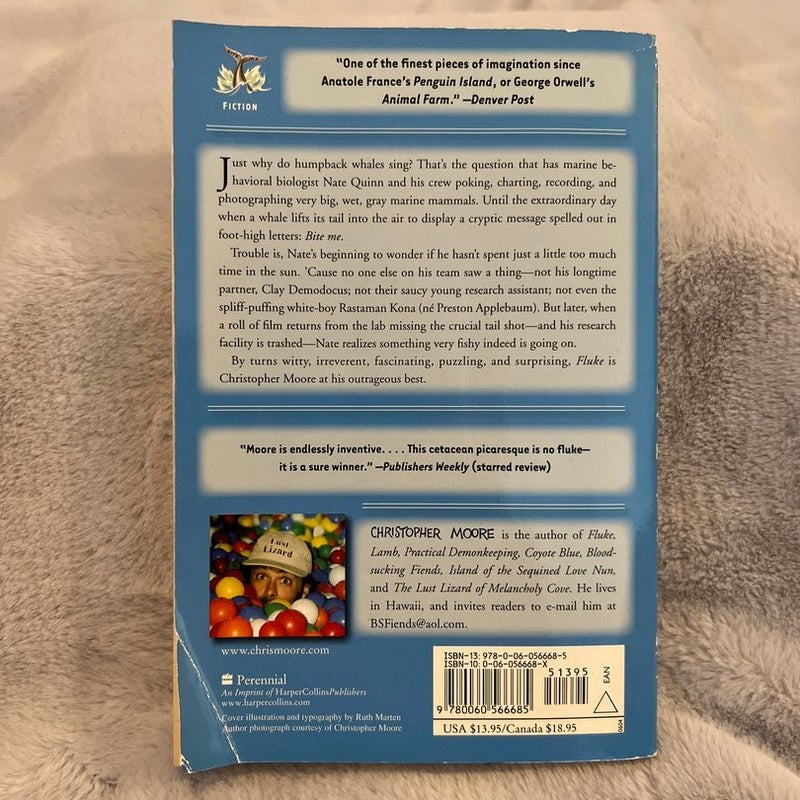 FICTION
"One of the finest pieces of imagination since
Anatole France's Penguin Island, or George Orwell's
Animal Farm." —Denver Post
Just why do humpback whales sing? That's the question that has marine be-
havioral biologist Nate Quinn and his crew poking, charting, recording, and
photographing very big, wet, gray marine mammals. Until the extraordinary day
when a whale lifts its tail into the air to display a cryptic message spelled out in
foot-high letters: Bite me.
Trouble is, Nate's beginning to wonder if he hasn't spent just a little too much
time in the sun. 'Cause no one else on his team saw a thing—not his longtime
partner, Clay Demodocus; not their saucy young research assistant; not even the
spliff-puffing white-boy Rastaman Kona (né Preston Applebaum). But later, when
a roll of film returns from the lab missing the crucial tail shot—and his research
facility is trashed—Nate realizes something very fishy indeed is going on.
By turns witty, irreverent, fascinating, puzzling, and surprising, Fluke is
Christopher Moore at his outrageous best.
"Moore is endlessly inventive. . . . This cetacean picaresque is no fluke—
it is a sure winner." —Publishers Weekly (starred review)
Lust
Lizard
CHRISTOPHER MOORE is the author of Fluke,
Lamb, Practical Demonkeeping, Coyote Blue, Blood-
sucking Fiends, Island of the Sequined Love Nun,
and The Lust Lizard of Melancholy Cove. He lives
in Hawaii, and invites readers to e-mail him at
BSFiends@aol.com.
www.chrismoore.com
Perennial
An Imprint of HarperCollinsPublishers
www.harpercollins.com
Cover illustration and typography by Ruth Marten
Author photograph courtesy of Christopher Moore
ISBN-13: 978-0-06-056668-5
ISBN-10: 0-06-056668-X
51395
EAN
9 780060 566685
USA $13.95/Canada $18.95
0604